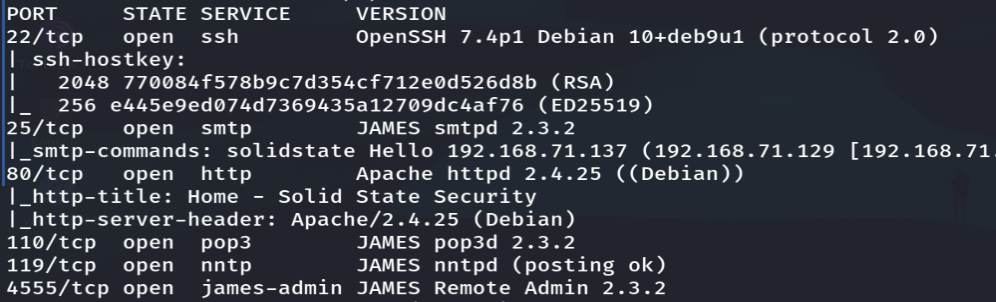 PORT     STATE SERVICE     VERSION
22/tcp   open  ssh         OpenSSH 7.4p1 Debian 10+deb9u1 (protocol 2.0)
| ssh-hostkey:
|   2048 770084f578b9c7d354cf712e0d526d8b (RSA)
|_  256 e445e9ed074d7369435a12709dc4af76 (ED25519)
25/tcp   open  smtp        JAMES smtpd 2.3.2
|_smtp-commands: solidstate Hello 192.168.71.137 (192.168.71.129 [192.168.71.
80/tcp   open  http        Apache httpd 2.4.25 ((Debian))
|_http-title: Home - Solid State Security
|_http-server-header: Apache/2.4.25 (Debian)
110/tcp  open  pop3        JAMES pop3d 2.3.2
119/tcp  open  nntp        JAMES nntpd (posting ok)
4555/tcp open  james-admin JAMES Remote Admin 2.3.2